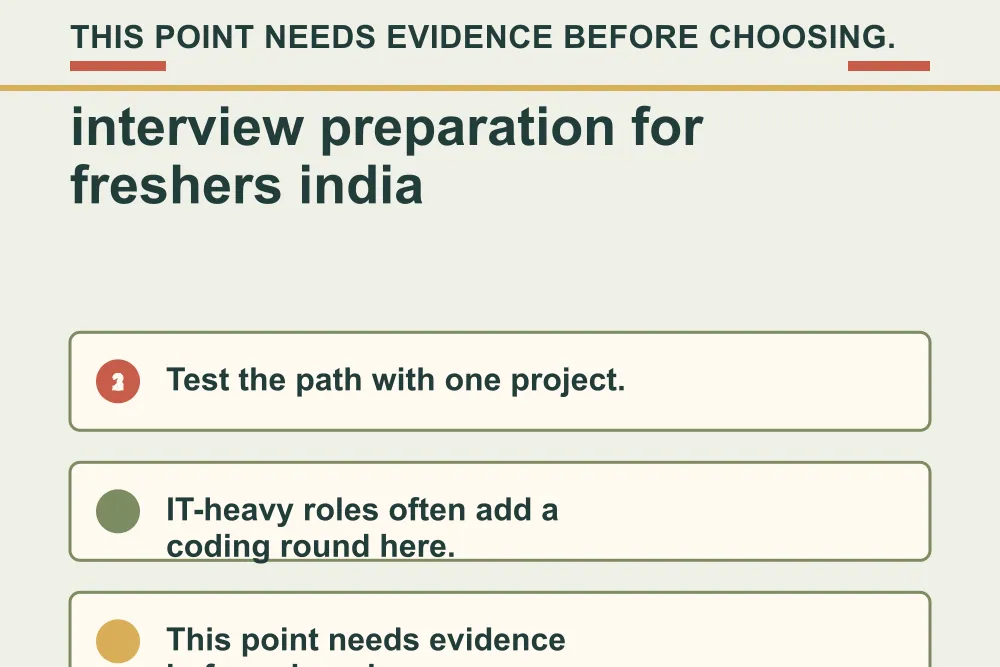 THIS POINT NEEDS EVIDENCE BEFORE CHOOSING.
interview preparation for
freshers india
Test the path with one project.
IT-heavy roles often add a
coding round here.
This point needs evidence